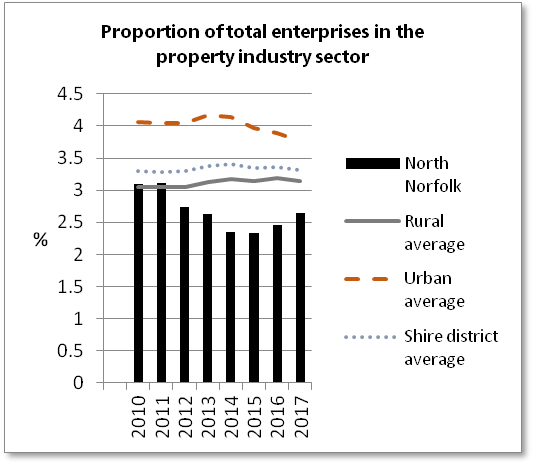 Proportion of total enterprises in the
property industry sector
4.5
4
3.5
3
2.5
2
1.5
1
0.5
0
%
2010
2011
2012
2013
2014
2015
2016
2017
North
Norfolk
Rural
average
Urban
average
Shire district
average